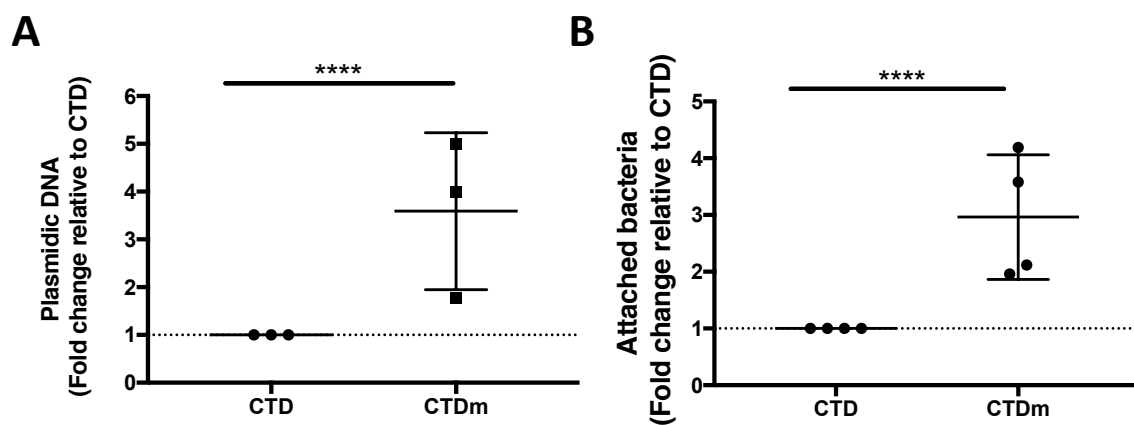 A
Plasmidic DNA
(Fold change relative to CTD)
****
6
5
4
3
2
1
0
CTD
CTDm
B
Attached bacteria
(Fold change relative to CTD)
****
5
4
3
2
1
0
CTD
CTDm